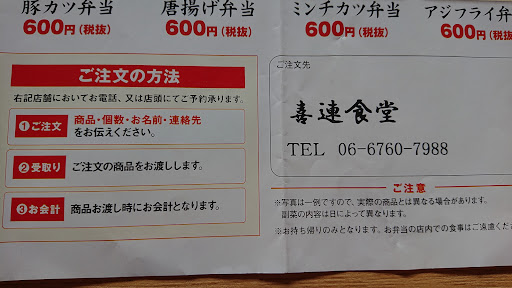 豚カツ弁当
600円(税抜)
唐揚げ弁当
600円(税抜)
ミンチカツ弁当
600円(税抜)
アジフライ弁
600円(税抜)
ご注文の方法
右記店舗においてお電話、又は店頭にてご予約承ります。
①ご注文 商品・個数・お名前・連絡先
をお伝えください。
②受取り ご注文の商品をお渡しします。
③お会計 商品お渡し時にお会計となります。
ご注文先
喜連食堂
TEL 06-6760-7988
ご注意
※写真は一例ですので、実際の商品とは異なる場合があります。
副菜の内容は日によって異なります。
※お持ち帰りのみとなります。お弁当の店内での食事はご遠慮くだ